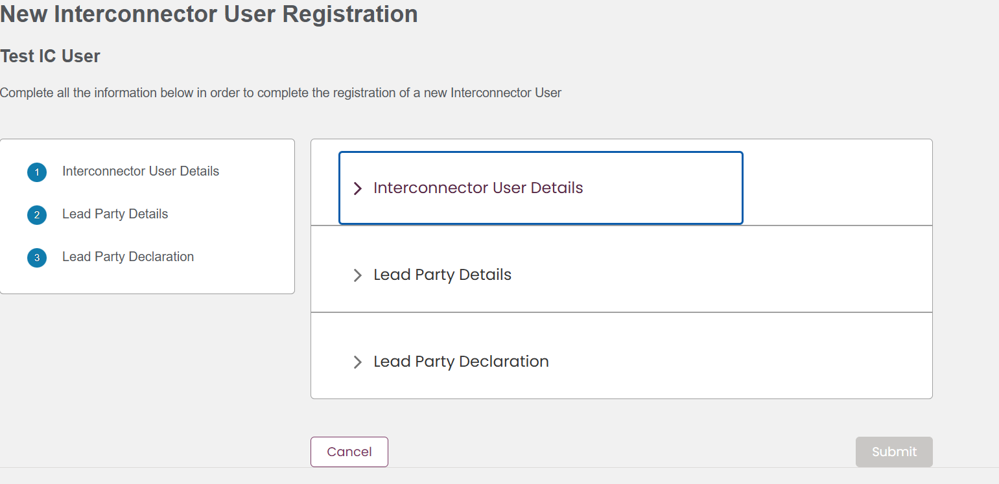 New Interconnector User Registration
Test IC User
Complete all the information below in order to complete the registration of a new Interconnector User
1 Interconnector User Details
2 Lead Party Details
3 Lead Party Declaration
Interconnector User Details
Lead Party Details
Lead Party Declaration
Cancel
Submit